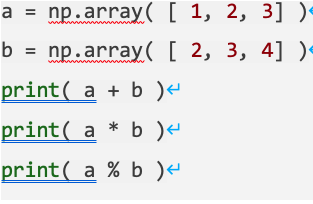 a = np.array( [ 1, 2, 3] )↵
b = np.array( [ 2, 3, 4] )↵
print( a + b )↵
print( a * b )↵
print( a % b )↵